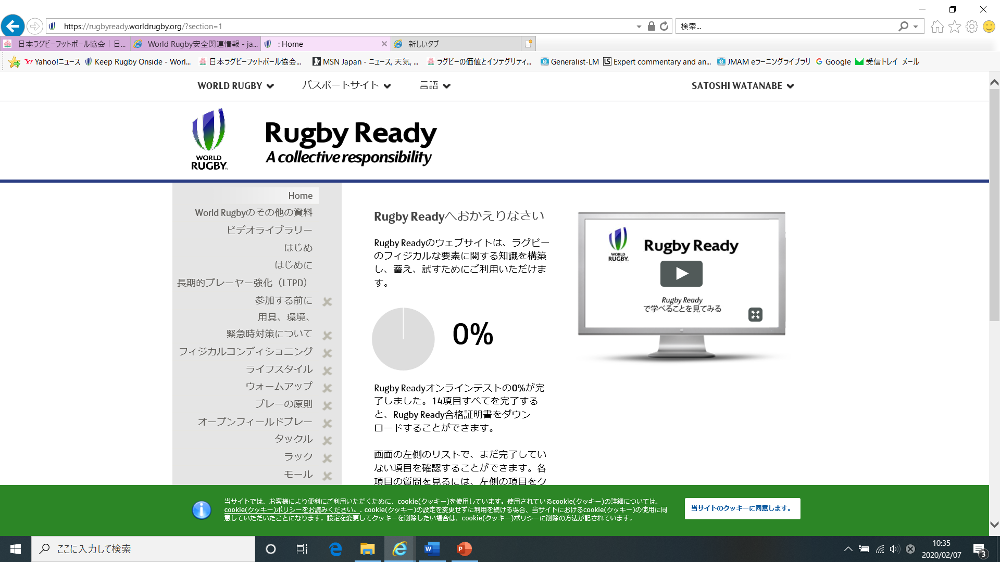 https://rugbyready.worldrugby.org/?section=1
検索...
日本ラグビーフットボール協会｜日...
World Rugby安全関連情報 - ja...
: Home
新しいタブ
Yahoo!ニュース
Keep Rugby Onside - Worl...
日本ラグビーフットボール協会...
MSN Japan - ニュース, 天気, ...
ラグビーの価値とインテグリティ...
Generalist-LM
Expert commentary and an...
JMAM eラーニングライブラリ
Google
受信トレイ メール
WORLD RUGBY
パスポートサイト
言語
SATOSHI WATANABE
WORLD
RUGBY™
Rugby Ready
A collective responsibility
Home
World Rugbyのその他の資料
ビデオライブラリー
はじめ
はじめに
長期的プレーヤー強化（LTPD）
参加する前に
用具、環境、
緊急時対策について
フィジカルコンディショニング
ライフスタイル
ウォームアップ
プレーの原則
オープンフィールドプレー
タックル
ラック
モール
Rugby Readyへおかえりなさい
Rugby Readyのウェブサイトは、ラグビー
のフィジカルな要素に関する知識を構築
し、蓄え、試すためにご利用いただけま
す。
0%
Rugby Readyオンラインテストの0%が完
了しました。14項目すべてを完了する
と、Rugby Ready合格証明書をダウン
ロードすることができます。
画面の左側のリストで、まだ完了してい
ない項目を確認することができます。各
項目の質問を見るには、左側の項目をク
WORLD
RUGBY.
Rugby Ready
Rugby Ready
で学べることを見てみる
当サイトでは、お客様により便利にご利用いただくために、cookie(クッキー)を使用しています。使用されているcookie(クッキー)の詳細については、
cookie(クッキー)ポリシーをお読みください。. cookie(クッキー)の設定を変更せずに利用を続ける場合、当サイトにおけるcookie(クッキー)の使用に同
意していただいたことになります。設定を変更してクッキーを削除したい場合は、cookie(クッキー)ポリシーに削除の方法が記されています。
当サイトのクッキーに同意します。
ここに入力して検索
10:35
2020/02/07
3